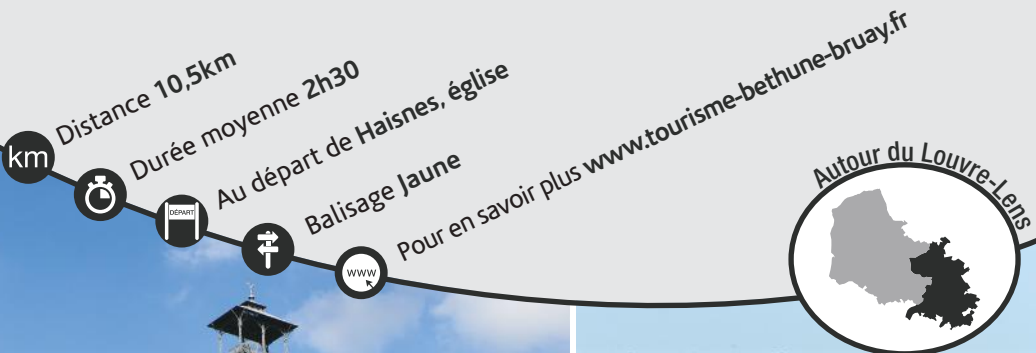 km
Distance 10,5km
Durée moyenne 2h30
DÉPART
Au départ de Haisnes, église
Balisage Jaune
www
Pour en savoir plus www.tourisme-bethune-bruay.fr
Autour du Louvre-Lens